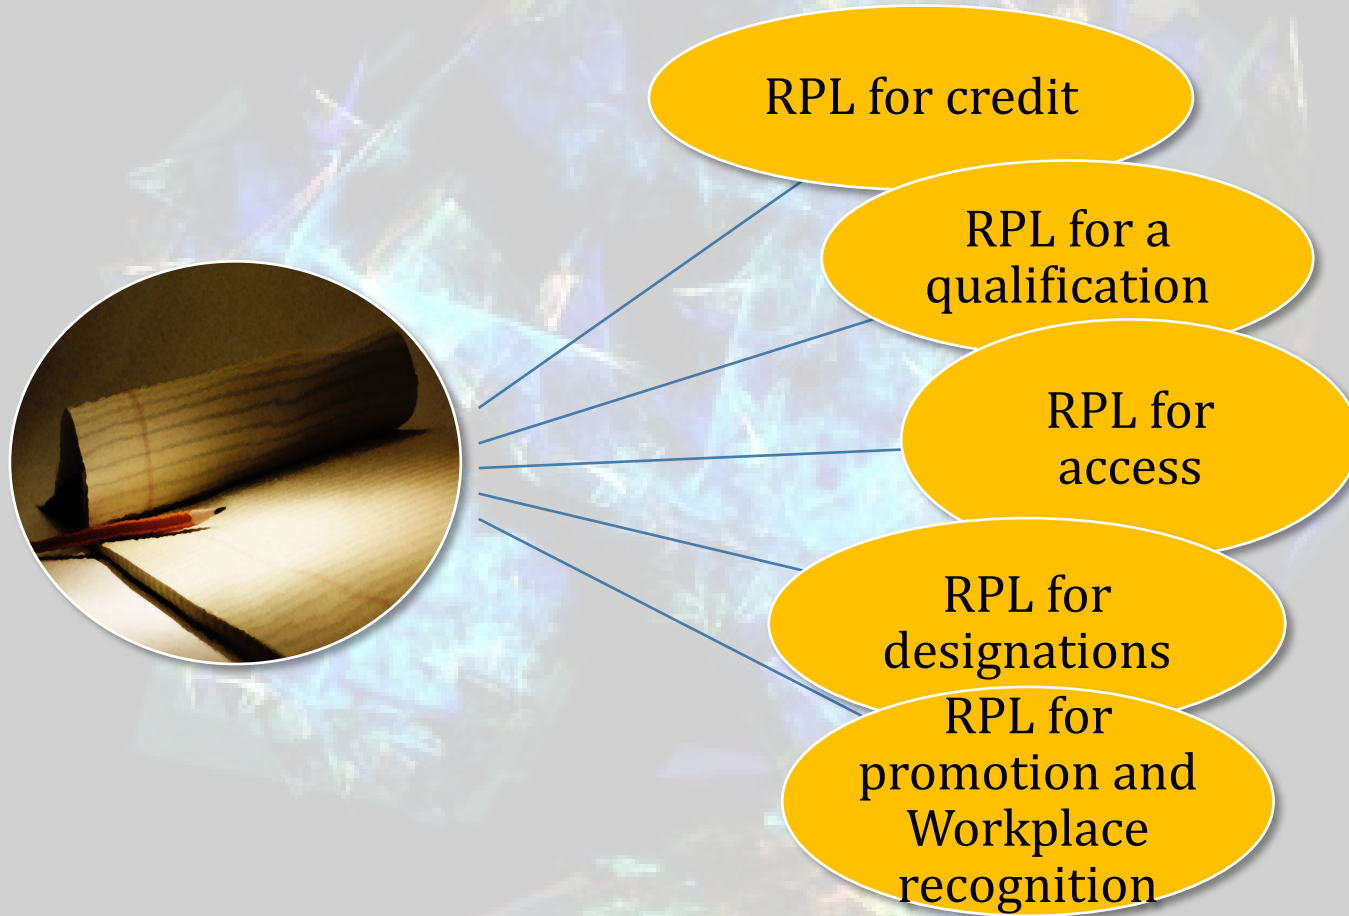 RPL for credit
RPL for a
qualification
RPL for
access
RPL for
designations
RPL for
promotion and
Workplace
recognition